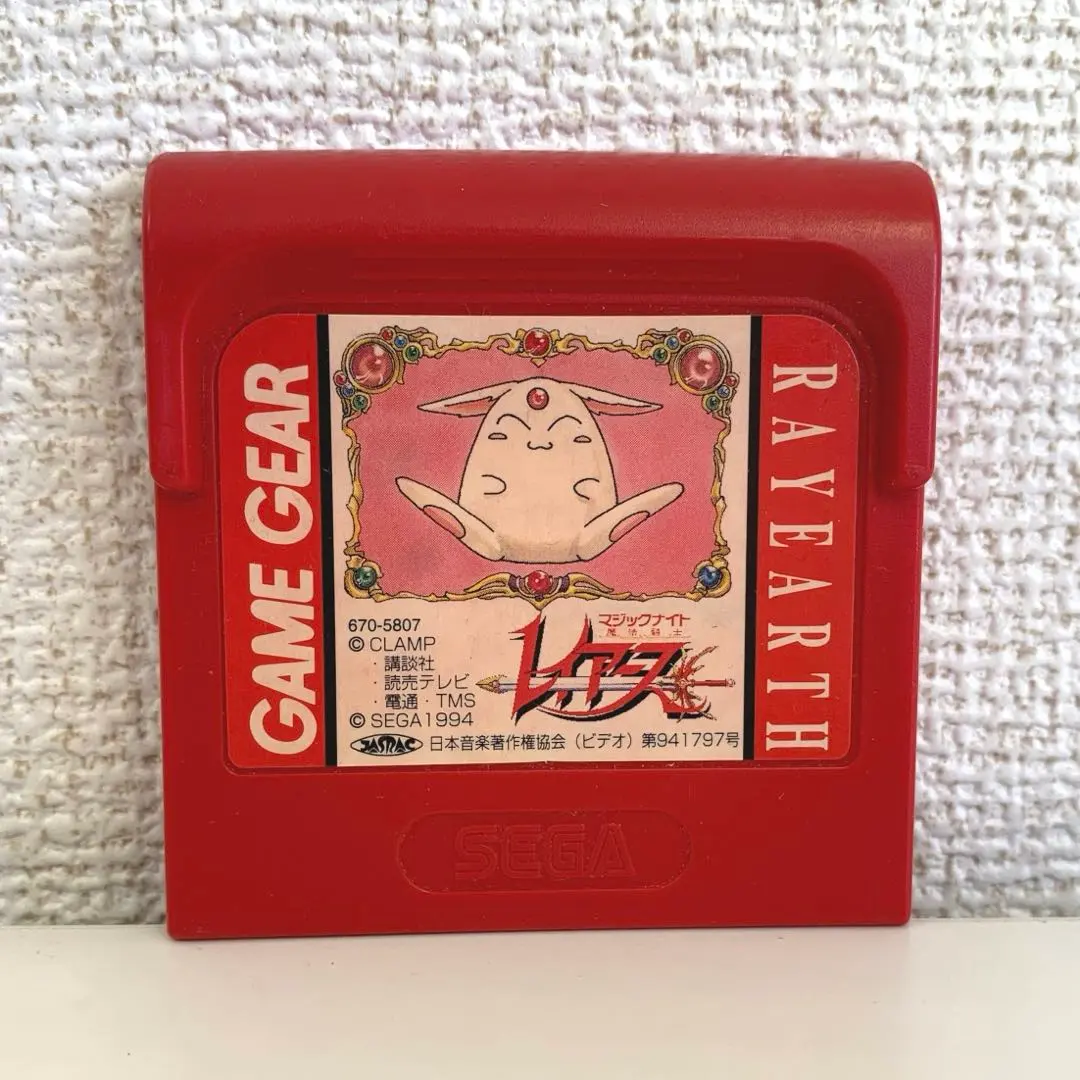 GAME GEAR
670-5807
© CLAMP
・講談社
・読売テレビ
・電通・TMS
© SEGA1994
マジックナイト
魔法騎士
レイアース
JASRAC 日本音楽著作権協会（ビデオ）第941797号
RAYEARTH
SEGA